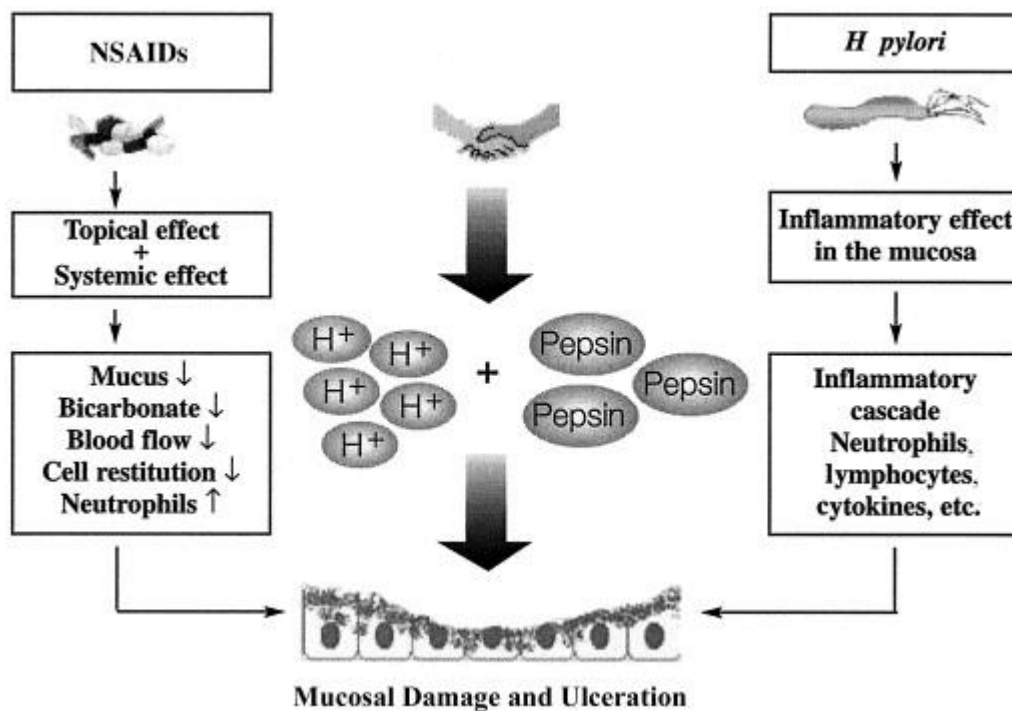 NSAIDs
Topical effect
+
Systemic effect
Mucus ↓
Bicarbonate ↓
Blood flow ↓
Cell restitution ↓
Neutrophils ↑
H+
H+
H+
H+
H+
+
Pepsin
Pepsin
Pepsin
H pylori
Inflammatory effect
in the mucosa
Inflammatory
cascade
Neutrophils,
lymphocytes,
cytokines, etc.
Mucosal Damage and Ulceration